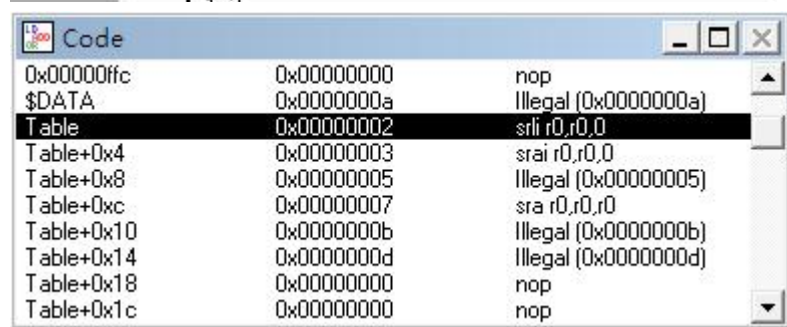 Code
0x00000ffc 0x00000000 nop
$DATA 0x0000000a Illegal (0x0000000a)
Table 0x00000002 srli r0,r0,0
Table+0x4 0x00000003 srai r0,r0,0
Table+0x8 0x00000005 Illegal (0x00000005)
Table+0xc 0x00000007 sra r0,r0,r0
Table+0x10 0x0000000b Illegal (0x0000000b)
Table+0x14 0x0000000d Illegal (0x0000000d)
Table+0x18 0x00000000 nop
Table+0x1c 0x00000000 nop